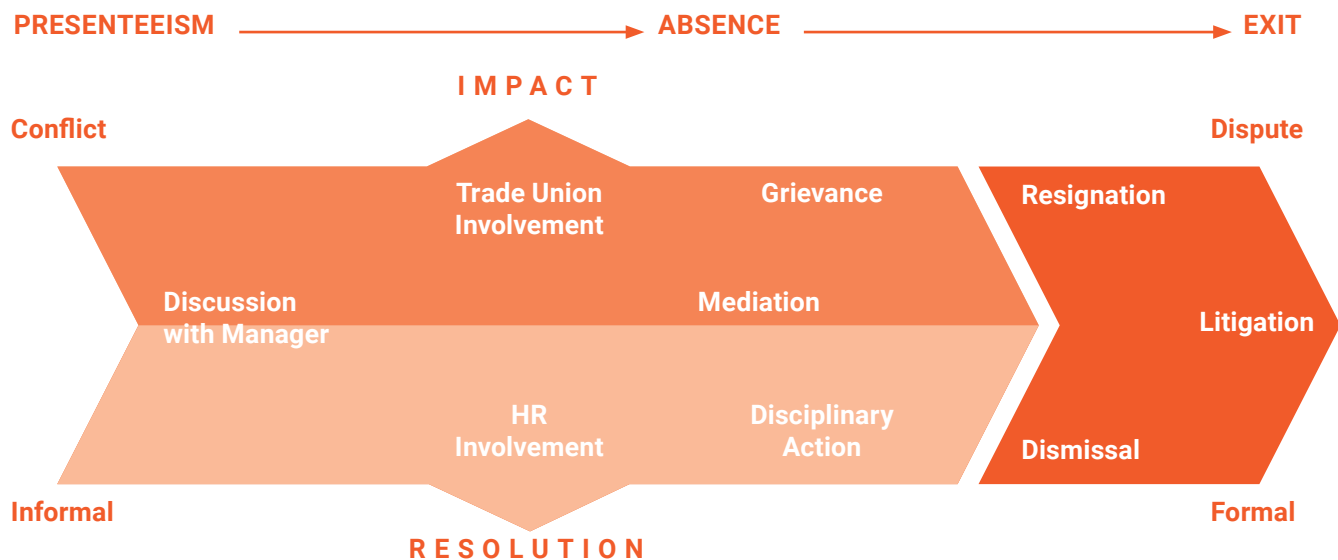 PRESENTEEISM ABSENCE EXIT
IMPACT
Conflict Dispute
Trade Union Grievance Resignation
Involvement
Discussion Mediation Litigation
with Manager
HR Disciplinary
Involvement Action Dismissal
Informal Formal
RESOLUTION